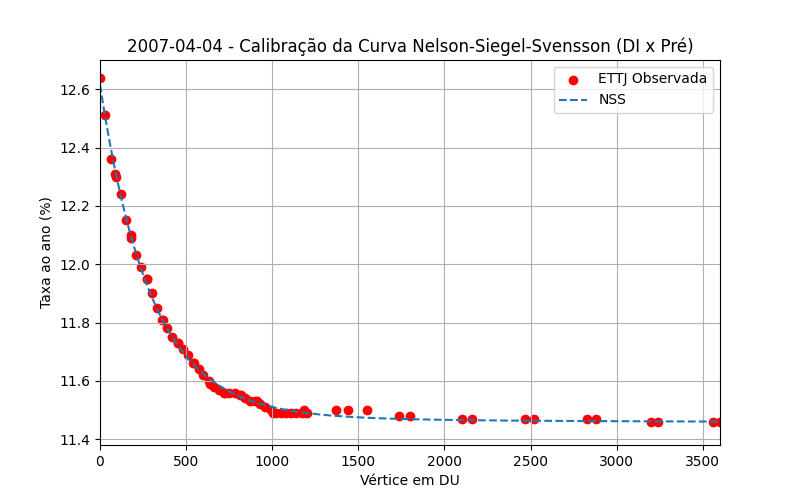 2007-04-04 - Calibração da Curva Nelson-Siegel-Svensson (DI x Pré)
ETTJ Observada
NSS
Taxa ao ano (%)
12.6
12.4
12.2
12.0
11.8
11.6
11.4
0 500 1000 1500 2000 2500 3000 3500
Vértice em DU